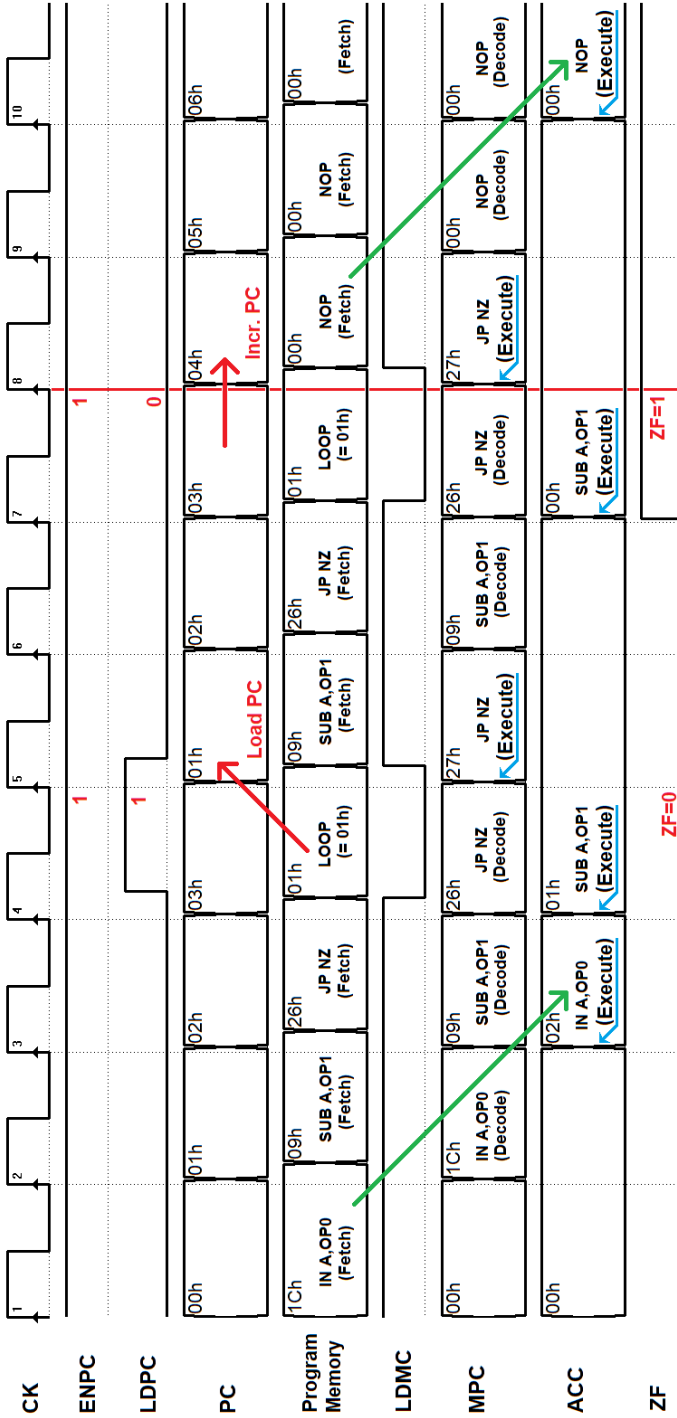 CK
1
2
3
4
5
6
7
8
9
10
ENPC
1
1
LDPC
1
0
PC
00h
01h
02h
03h
01h
02h
03h
04h
05h
06h
Load PC
Incr. PC
Program
Memory
1Ch
IN A,OP0
(Fetch)
09h
SUB A,OP1
(Fetch)
26h
JP NZ
(Fetch)
01h
LOOP
(= 01h)
09h
SUB A,OP1
(Fetch)
26h
JP NZ
(Fetch)
01h
LOOP
(= 01h)
00h
NOP
(Fetch)
00h
NOP
(Fetch)
00h
(Fetch)
LDMC
MPC
00h
1Ch
IN A,OP0
(Decode)
09h
SUB A,OP1
(Decode)
26h
JP NZ
(Decode)
27h
JP NZ
(Execute)
09h
SUB A,OP1
(Decode)
26h
JP NZ
(Decode)
27h
JP NZ
(Execute)
00h
NOP
(Decode)
00h
NOP
(Decode)
ACC
00h
02h
IN A,OP0
(Execute)
01h
SUB A,OP1
(Execute)
00h
SUB A,OP1
(Execute)
00h
NOP
(Execute)
ZF
ZF=0
ZF=1